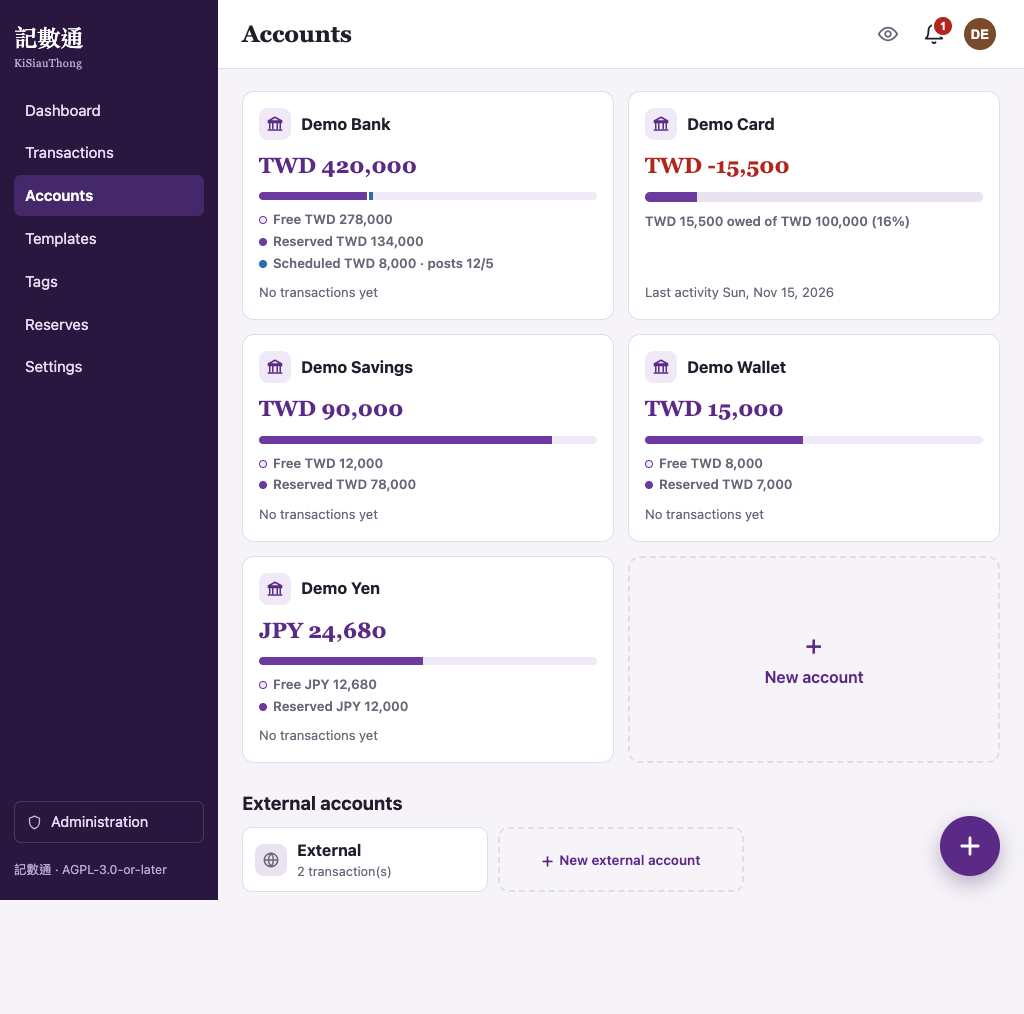 記數通
KiSiauThong
Dashboard
Transactions
Accounts
Templates
Tags
Reserves
Settings
Administration
記數通 · AGPL-3.0-or-later
Accounts
1
DE
Demo Bank
TWD 420,000
Free TWD 278,000
Reserved TWD 134,000
Scheduled TWD 8,000 · posts 12/5
No transactions yet
Demo Card
TWD -15,500
TWD 15,500 owed of TWD 100,000 (16%)
Last activity Sun, Nov 15, 2026
Demo Savings
TWD 90,000
Free TWD 12,000
Reserved TWD 78,000
No transactions yet
Demo Wallet
TWD 15,000
Free TWD 8,000
Reserved TWD 7,000
No transactions yet
Demo Yen
JPY 24,680
Free JPY 12,680
Reserved JPY 12,000
No transactions yet
+
New account
External accounts
External
2 transaction(s)
+ New external account
+